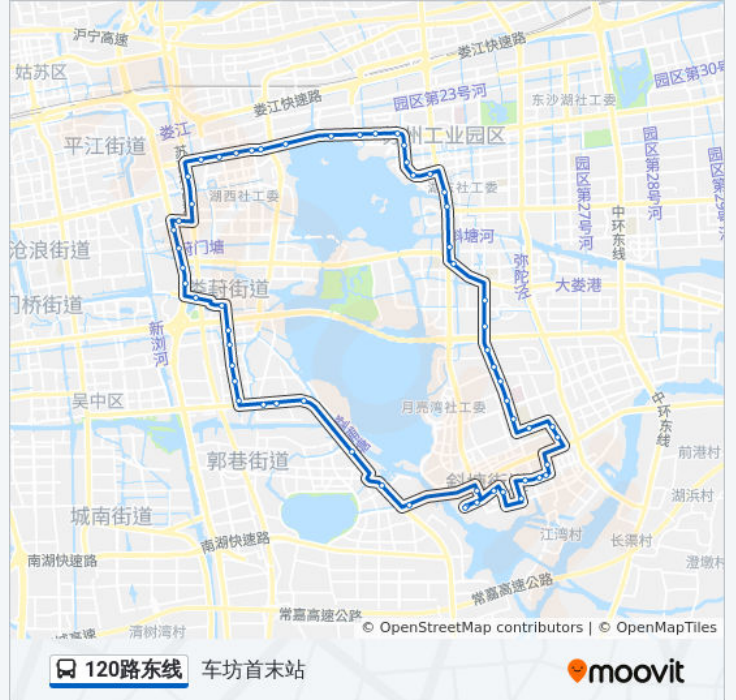 沪宁高速
娄江快速路
姑苏区
园区第30号
园区第23号河
东沙湖社工委
娄江快速路
娄江
苏
州工业园区
平江街道
湖西社工委
社工委
园区第27号河
园区第28号河
园区第29号
中环东线
斜塘河
沧浪街道
门塘
弥陀泾
大娄港
娄葑街道
门桥街道
新浏河
吴中区
月亮湾社工委
中环东线
前港村
郭巷街道
斜塘街
湖浜村
城南街道
江湾村
长渠村
南湖快速路
南湖快速路
澄墩村
常嘉高速公路
常嘉高速公路
清树湾村
© OpenStreetMap contributors | © OpenMapTiles
120路东线
车坊首末站
moovit